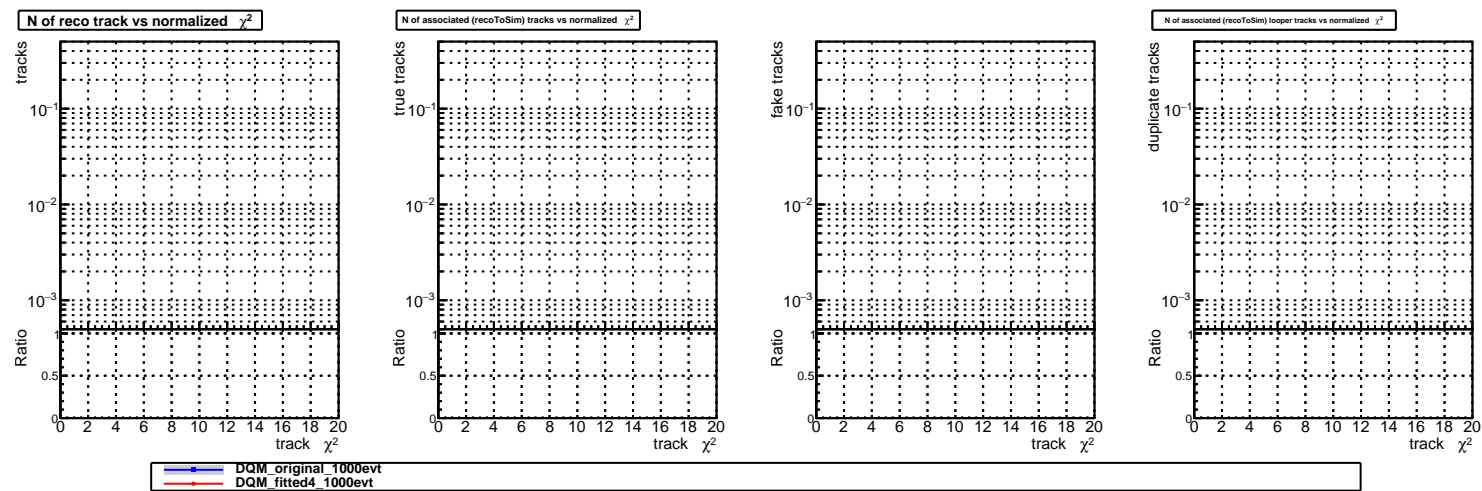 N of reco track vs normalized χ²
tracks
10⁻¹
10⁻²
10⁻³
Ratio
1
0.5
0
0 2 4 6 8 10 12 14 16 18 20
track χ²
N of associated (recoToSim) tracks vs normalized χ²
true tracks
10⁻¹
10⁻²
10⁻³
Ratio
1
0.5
0
0 2 4 6 8 10 12 14 16 18 20
track χ²
fake tracks
10⁻¹
10⁻²
10⁻³
Ratio
1
0.5
0
0 2 4 6 8 10 12 14 16 18 20
track χ²
N of associated (recoToSim) looper tracks vs normalized χ²
duplicate tracks
10⁻¹
10⁻²
10⁻³
Ratio
1
0.5
0
0 2 4 6 8 10 12 14 16 18 20
track χ²
DQM_original_1000evt
DQM_fitted4_1000evt